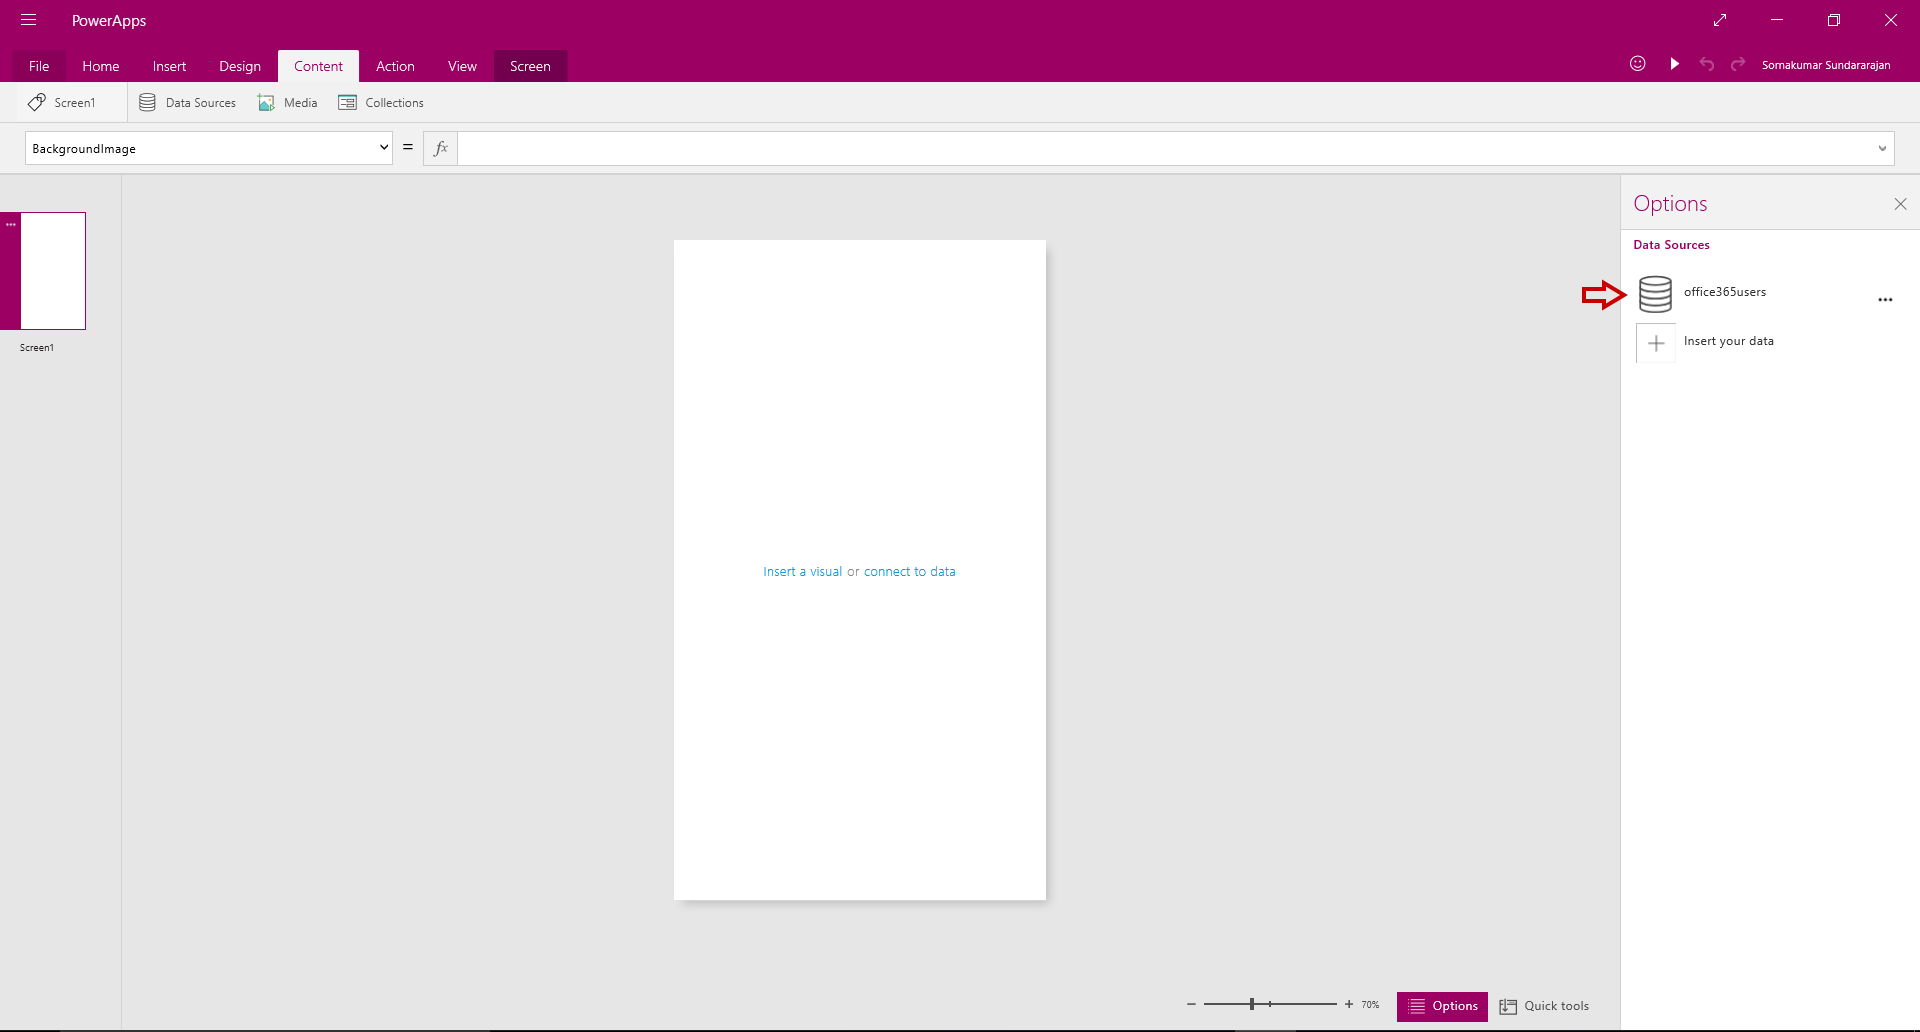 PowerApps
File Home Insert Design Content Action View Screen
Somakumar Sundararajan
Screen1 Data Sources Media Collections
BackgroundImage = fx
Options
Data Sources
office365users
Insert your data
Screen1
Insert a visual or connect to data
70% Options Quick tools